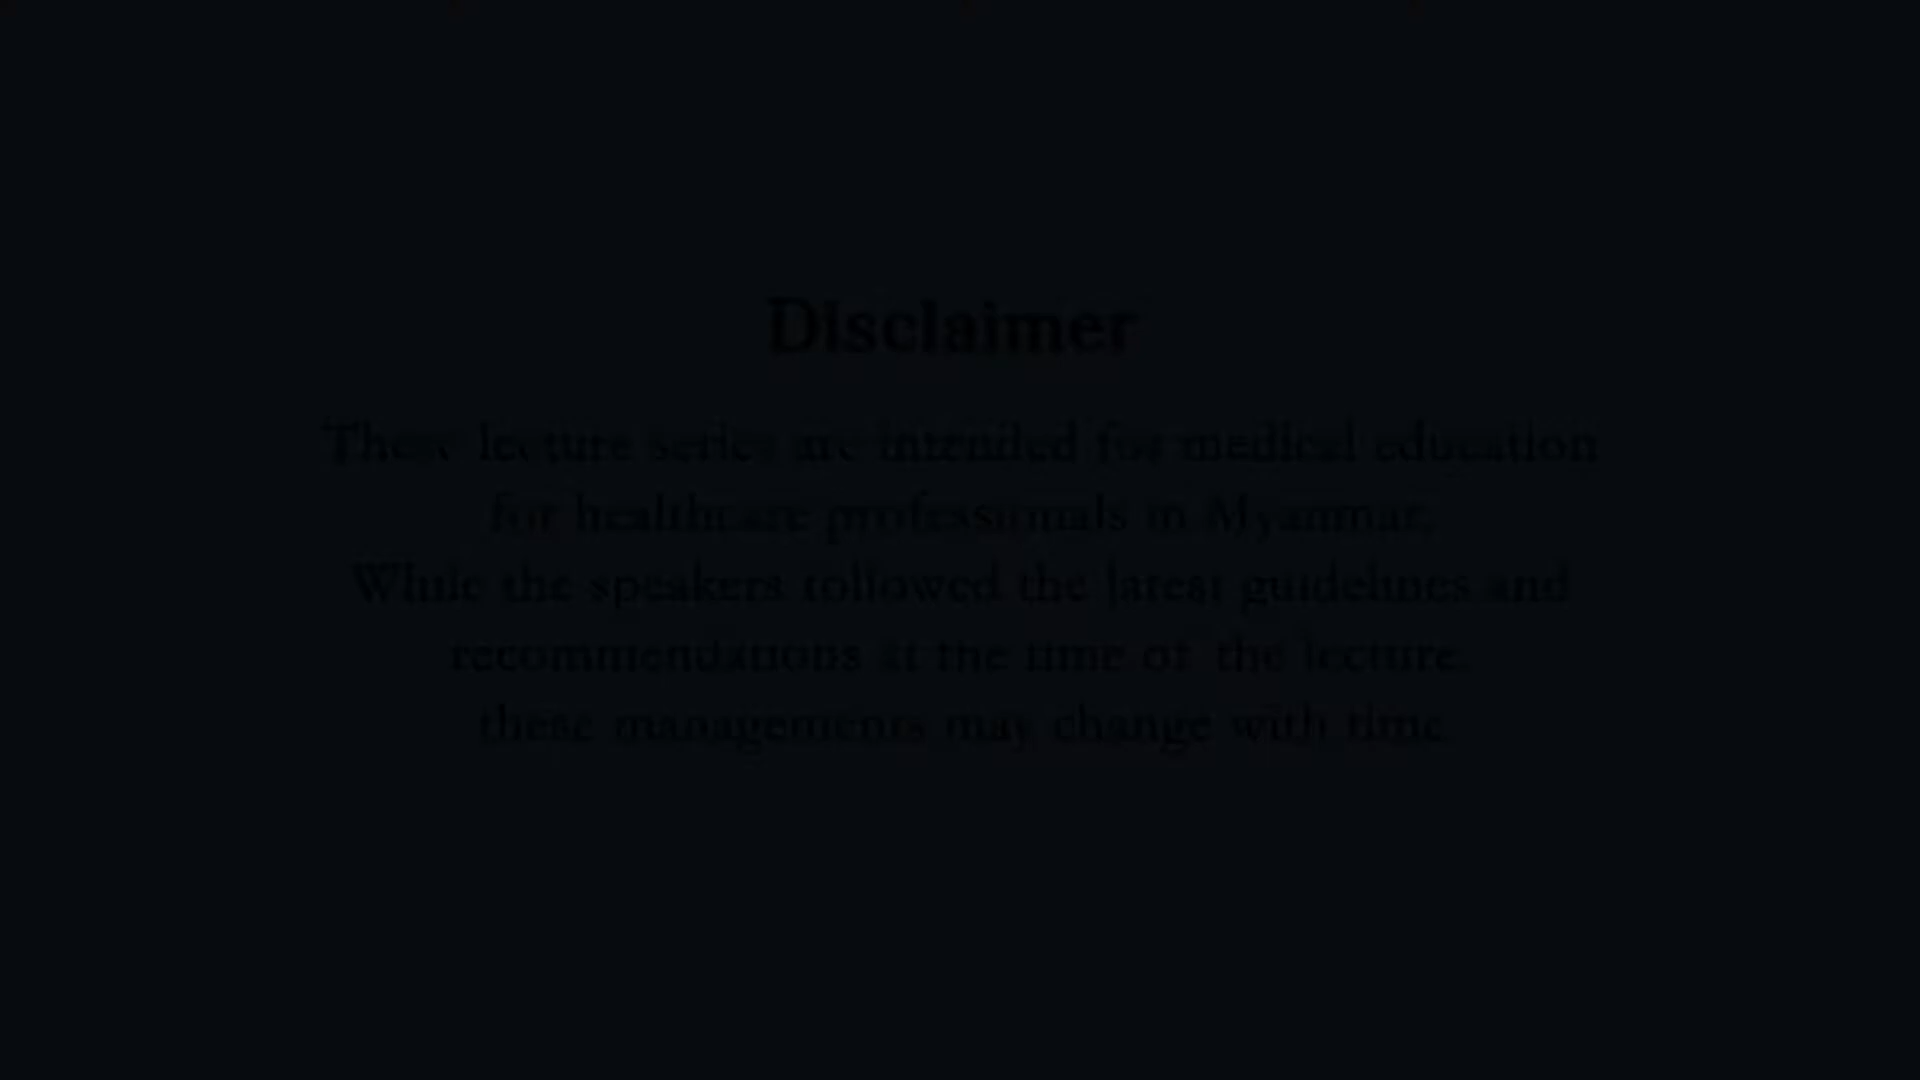 Disclaimer
These lecture series are intended for medical education
for healthcare professionals in Myanmar.
While the speakers followed the latest guidelines and
recommendations at the time of the lecture
these managements may change with time